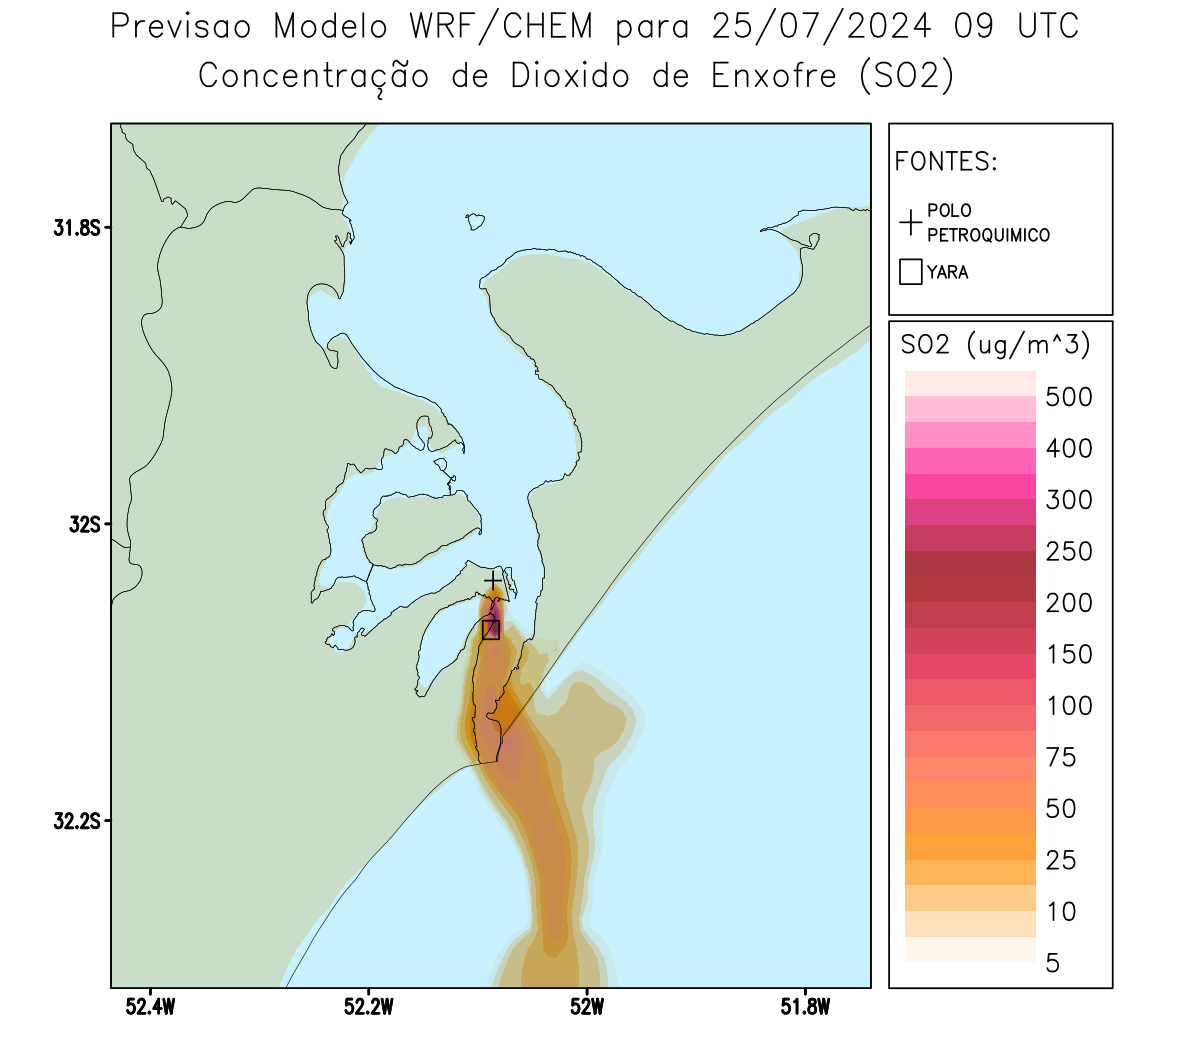 Previsao Modelo WRF/CHEM para 25/07/2024 09 UTC
Concentração de Dioxido de Enxofre (SO2)
31.8S
32S
32.2S
52.4W
52.2W
52W
51.8W
FONTES:
POLO
PETROQUIMICO
YARA
SO2 (ug/m^3)
500
400
300
250
200
150
100
75
50
25
10
5